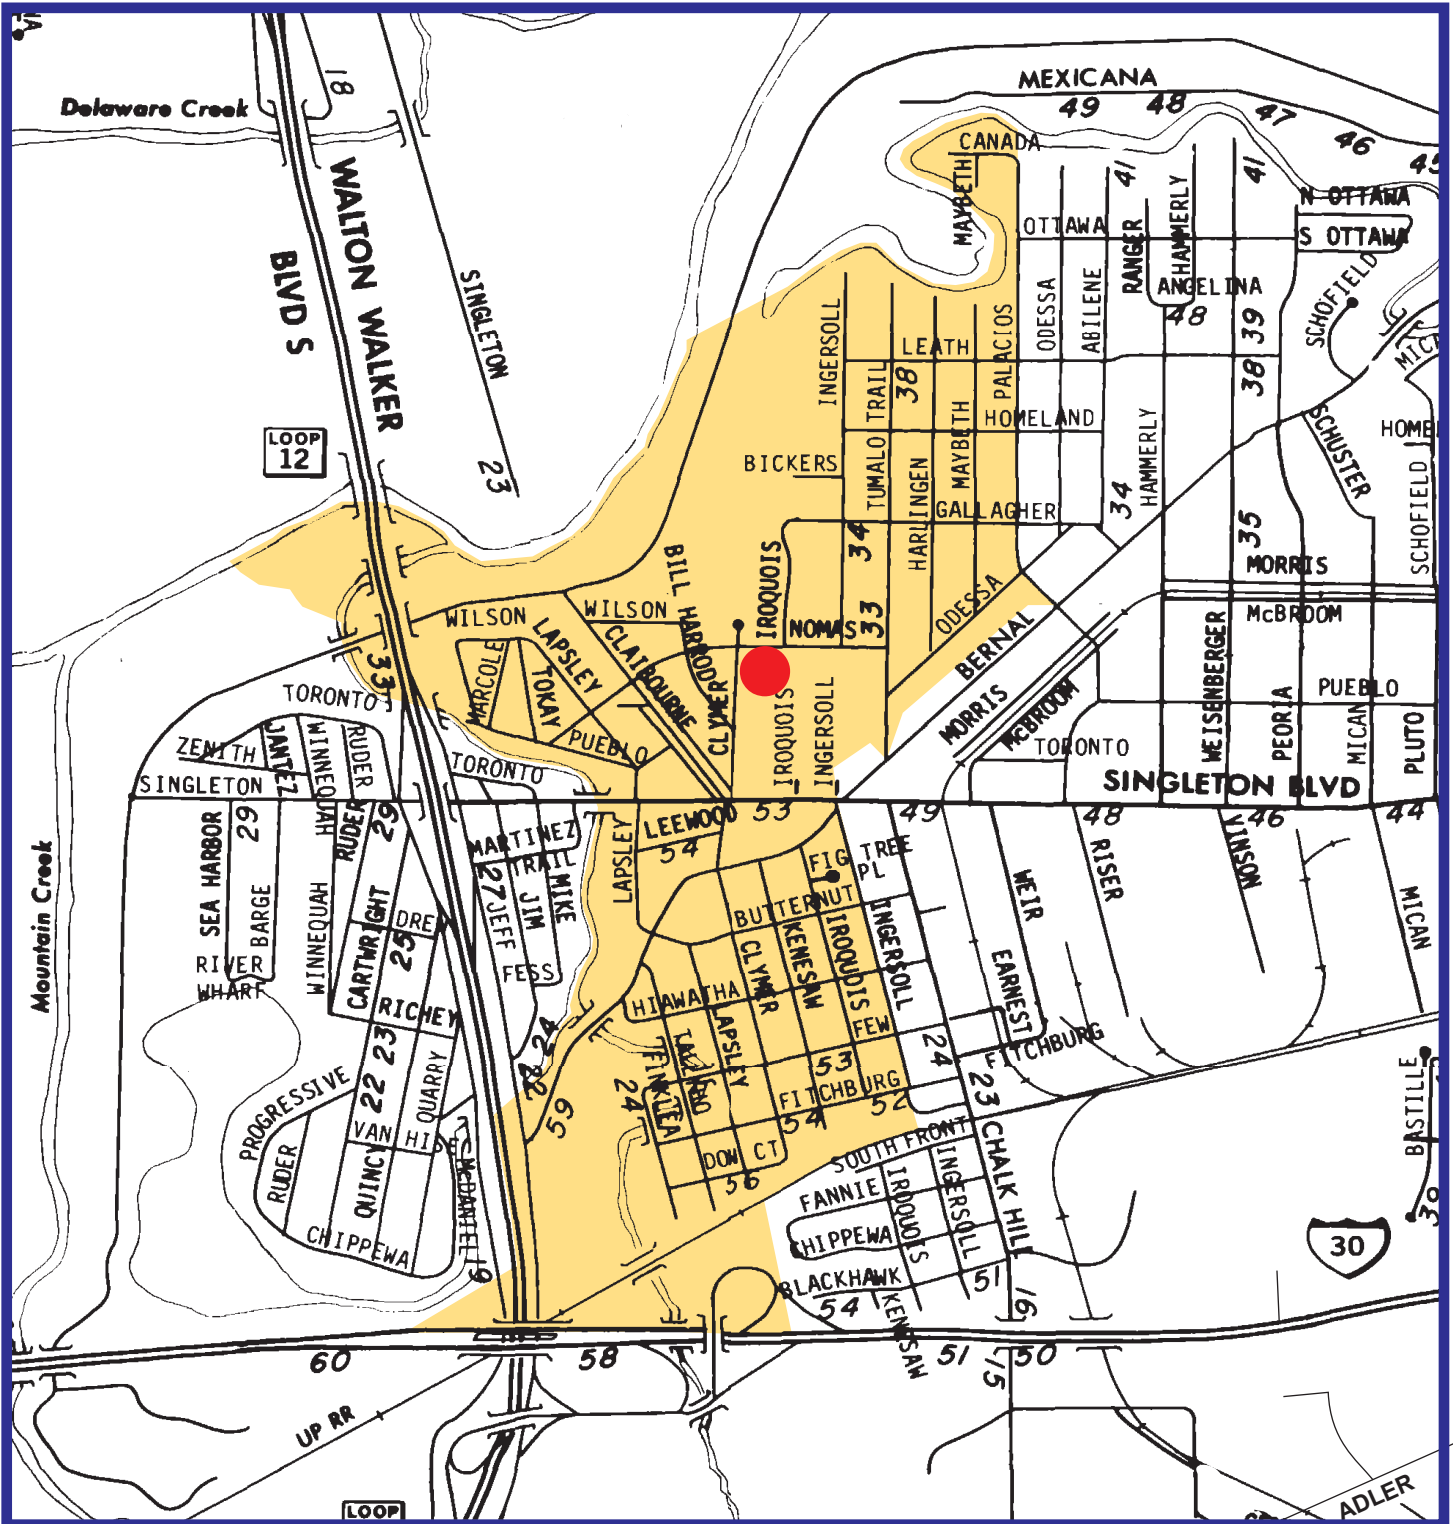 MEXICANA
49
48
47
46
45
18
Delaware Creek
CANADA
MAYBETH
41
41
HAMMERLY
N OTTAWA
S OTTAWA
OTTAWA
RANGER
WALTON WALKER
BLVD S
SINGLETON
23
ANGELINA
48
SCHOFIELD
ODESSA
ABILENE
39
38
INGERSOLL
LEATH
PALACIOS
TUMALO TRAIL
38
MAYBETH
HOMELAND
HAMMERLY
SCHUSTER
SCHOFIELD
LOOP
12
BICKERS
HARLINGEN
GALLAGHER
34
34
35
MORRIS
McBROOM
BILL HARROD
IROQUOIS
NOMAS
33
ODESSA
BERNAL
WILSON
WILSON
LAPSLEY
CLAIBOURNE
MARCOLE
TOKAY
CLYMER
IROQUOIS
INGERSOLL
MORRIS
McBROOM
WEISENBERGER
PEORIA
PUEBLO
MICAN
PLUTO
33
TORONTO
ZENITH
JANTEZ
WINNEQUAH
RUDER
PUEBLO
TORONTO
TORONTO
SINGLETON
SINGLETON BLVD
53
49
48
46
44
Mountain Creek
SEA HARBOR
29
BARGE
WINNEQUAH
RUDER
29
MARTINEZ
TRAIL
27
JEFF
JIM
MIKE
FESS
LAPSLEY
LEEWOOD
54
FIG TREE
PL
BUTTERNUT
CLYMER
KENESAW
IROQUOIS
INGERSOLL
WEIR
RISER
VINSON
MICAN
CARTWRIGHT
DRE
25
RIVER
WHARF
RICHEY
HIAWATHA
LAPSLEY
FEW
EARNEST
FITCHBURG
24
23
24
22
23
22
QUARRY
PROGRESSIVE
RUDER
VAN HISE
QUINCY
McDANIEL
CHIPPEWA
19
59
24
53
FITCHBURG
54
52
DOW CT
56
SOUTH FRONT
CHALK HILL
FANNIE
IROQUOIS
INGERSOLL
CHIPPEWA
BLACKHAWK
54
KENESAW
51
16
BASTILLE
30
60
58
51
50
15
UP RR
LOOP
ADLER